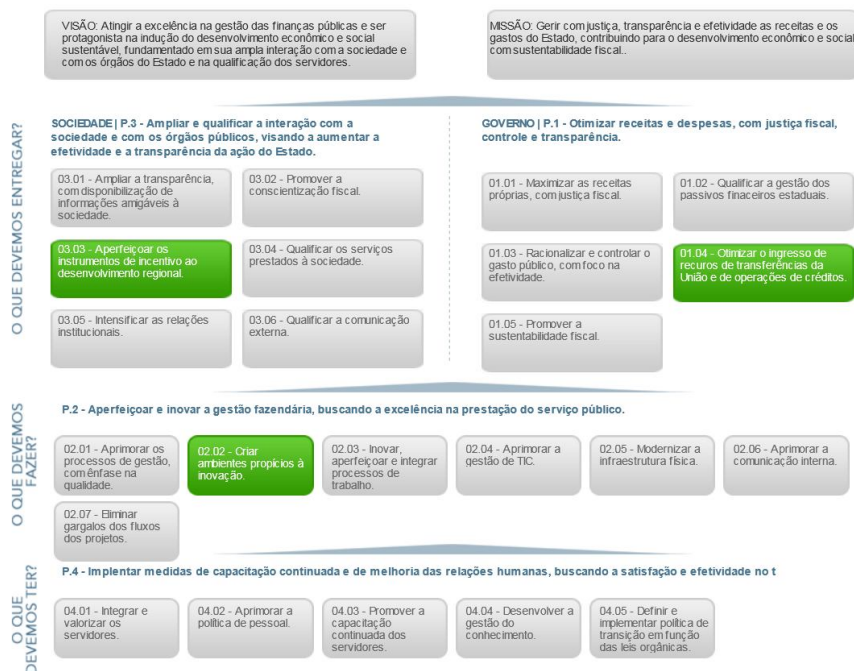 VISÃO: Atingir a excelência na gestão das finanças públicas e ser
protagonista na indução do desenvolvimento econômico e social
sustentável, fundamentado em sua ampla interação com a sociedade e
com os órgãos do Estado e na qualificação dos servidores.
MISSÃO: Gerir com justiça, transparência e efetividade as receitas e os
gastos do Estado, contribuindo para o desenvolvimento econômico e social
com sustentabilidade fiscal..
O QUE DEVEMOS ENTREGAR?
SOCIEDADE | P.3 - Ampliar e qualificar a interação com a
sociedade e com os órgãos públicos, visando a aumentar a
efetividade e a transparência da ação do Estado.
03.01 - Ampliar a transparência,
com disponibilização de
informações amigáveis à
sociedade.
03.02 - Promover a
conscientização fiscal.
03.03 - Aperfeiçoar os
instrumentos de incentivo ao
desenvolvimento regional.
03.04 - Qualificar os serviços
prestados à sociedade.
03.05 - Intensificar as relações
institucionais.
03.06 - Qualificar a comunicação
externa.
GOVERNO | P.1 - Otimizar receitas e despesas, com justiça fiscal,
controle e transparência.
01.01 - Maximizar as receitas
próprias, com justiça fiscal.
01.02 - Qualificar a gestão dos
passivos finaceiros estaduais.
01.03 - Racionalizar e controlar o
gasto público, com foco na
efetividade.
01.04 - Otimizar o ingresso de
recuros de transferências da
União e de operações de créditos.
01.05 - Promover a
sustentabilidade fiscal.
O QUE DEVEMOS
FAZER?
P.2 - Aperfeiçoar e inovar a gestão fazendária, buscando a excelência na prestação do serviço público.
02.01 - Aprimorar os
processos de gestão,
com ênfase na
qualidade.
02.02 - Criar
ambientes propícios à
inovação.
02.03 - Inovar,
aperfeiçoar e integrar
processos de
trabalho.
02.04 - Aprimorar a
gestão de TIC.
02.05 - Modernizar a
infraestrutura física.
02.06 - Aprimorar a
comunicação interna.
02.07 - Eliminar
gargalos dos fluxos
dos projetos.
O QUE
DEVEMOS TER?
P.4 - Implentar medidas de capacitação continuada e de melhoria das relações humanas, buscando a satisfação e efetividade no t
04.01 - Integrar e
valorizar os
servidores.
04.02 - Aprimorar a
política de pessoal.
04.03 - Promover a
capacitação
continuada dos
servidores.
04.04 - Desenvolver a
gestão do
conhecimento.
04.05 - Definir e
implementar política de
transição em função
das leis orgânicas.